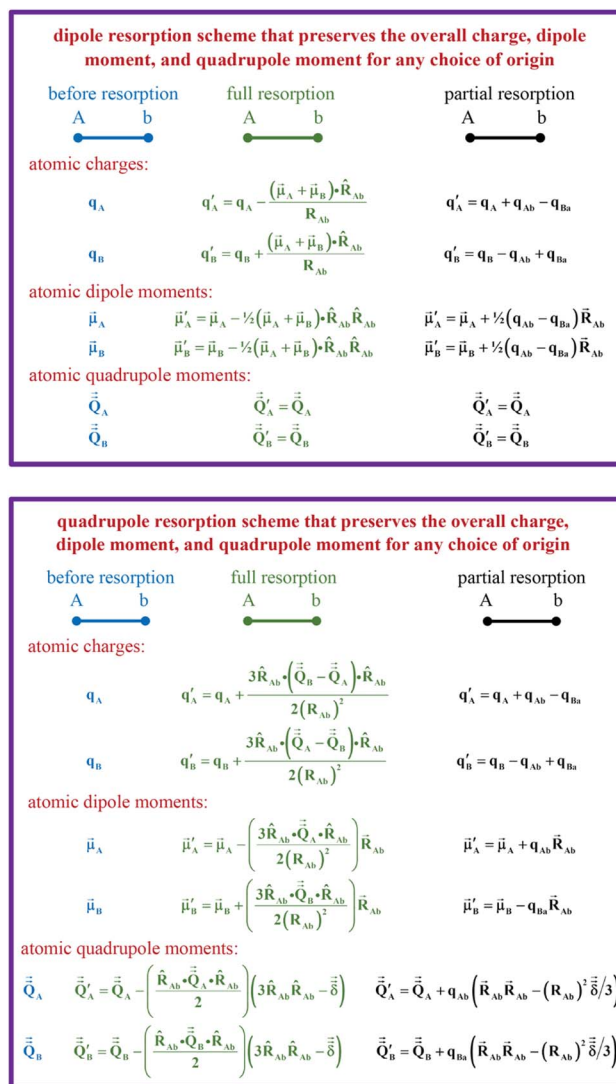 dipole resorption scheme that preserves the overall charge, dipole
moment, and quadrupole moment for any choice of origin
before resorption full resorption partial resorption
A b A b A b
atomic charges:
q_A q′_A = q_A − ((μ⃗_A + μ⃗_B)•R̂_Ab)/R_Ab q′_A = q_A + q_Ab − q_Ba
q_B q′_B = q_B + ((μ⃗_A + μ⃗_B)•R̂_Ab)/R_Ab q′_B = q_B − q_Ab + q_Ba
atomic dipole moments:
μ⃗_A μ⃗′_A = μ⃗_A − ½(μ⃗_A + μ⃗_B)•R̂_Ab R̂_Ab μ⃗′_A = μ⃗_A + ½(q_Ab − q_Ba)R⃗_Ab
μ⃗_B μ⃗′_B = μ⃗_B − ½(μ⃗_A + μ⃗_B)•R̂_Ab R̂_Ab μ⃗′_B = μ⃗_B + ½(q_Ab − q_Ba)R⃗_Ab
atomic quadrupole moments:
Q⃗⃗_A Q⃗⃗′_A = Q⃗⃗_A Q⃗⃗′_A = Q⃗⃗_A
Q⃗⃗_B Q⃗⃗′_B = Q⃗⃗_B Q⃗⃗′_B = Q⃗⃗_B
quadrupole resorption scheme that preserves the overall charge,
dipole moment, and quadrupole moment for any choice of origin
before resorption full resorption partial resorption
A b A b A b
atomic charges:
q_A q′_A = q_A + (3R̂_Ab•(Q⃗⃗_B − Q⃗⃗_A)•R̂_Ab)/(2(R_Ab)²) q′_A = q_A + q_Ab − q_Ba
q_B q′_B = q_B + (3R̂_Ab•(Q⃗⃗_A − Q⃗⃗_B)•R̂_Ab)/(2(R_Ab)²) q′_B = q_B − q_Ab + q_Ba
atomic dipole moments:
μ⃗_A μ⃗′_A = μ⃗_A − ((3R̂_Ab•Q⃗⃗_A•R̂_Ab)/(2(R_Ab)²))R⃗_Ab μ⃗′_A = μ⃗_A + q_Ab R⃗_Ab
μ⃗_B μ⃗′_B = μ⃗_B + ((3R̂_Ab•Q⃗⃗_B•R̂_Ab)/(2(R_Ab)²))R⃗_Ab μ⃗′_B = μ⃗_B − q_Ba R⃗_Ab
atomic quadrupole moments:
Q⃗⃗_A Q⃗⃗′_A = Q⃗⃗_A − ((R̂_Ab•Q⃗⃗_A•R̂_Ab)/2)(3R̂_Ab R̂_Ab − δ⃗⃗) Q⃗⃗′_A = Q⃗⃗_A + q_Ab(R⃗_Ab R⃗_Ab − (R_Ab)² δ⃗⃗/3)
Q⃗⃗_B Q⃗⃗′_B = Q⃗⃗_B − ((R̂_Ab•Q⃗⃗_B•R̂_Ab)/2)(3R̂_Ab R̂_Ab − δ⃗⃗) Q⃗⃗′_B = Q⃗⃗_B + q_Ba(R⃗_Ab R⃗_Ab − (R_Ab)² δ⃗⃗/3)